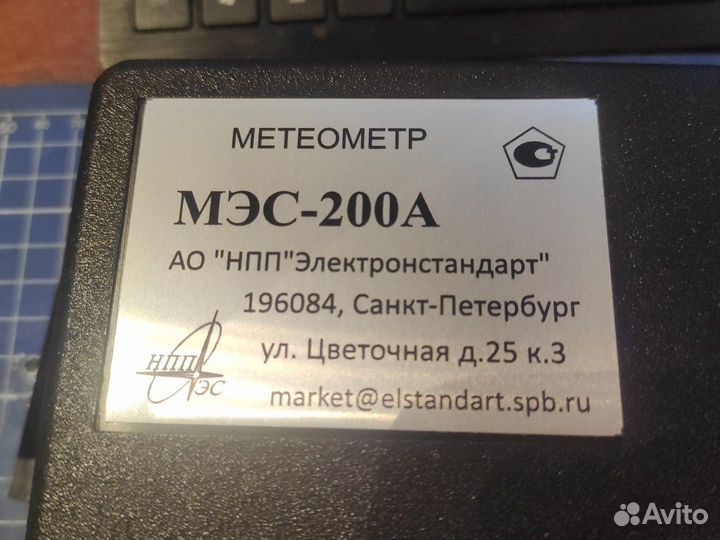 МЕТЕОМЕТР
МЭС-200А
АО "НПП"Электронстандарт"
196084, Санкт-Петербург
ул. Цветочная д.25 к.3
market@elstandart.spb.ru
НПП
ЭС
Avito